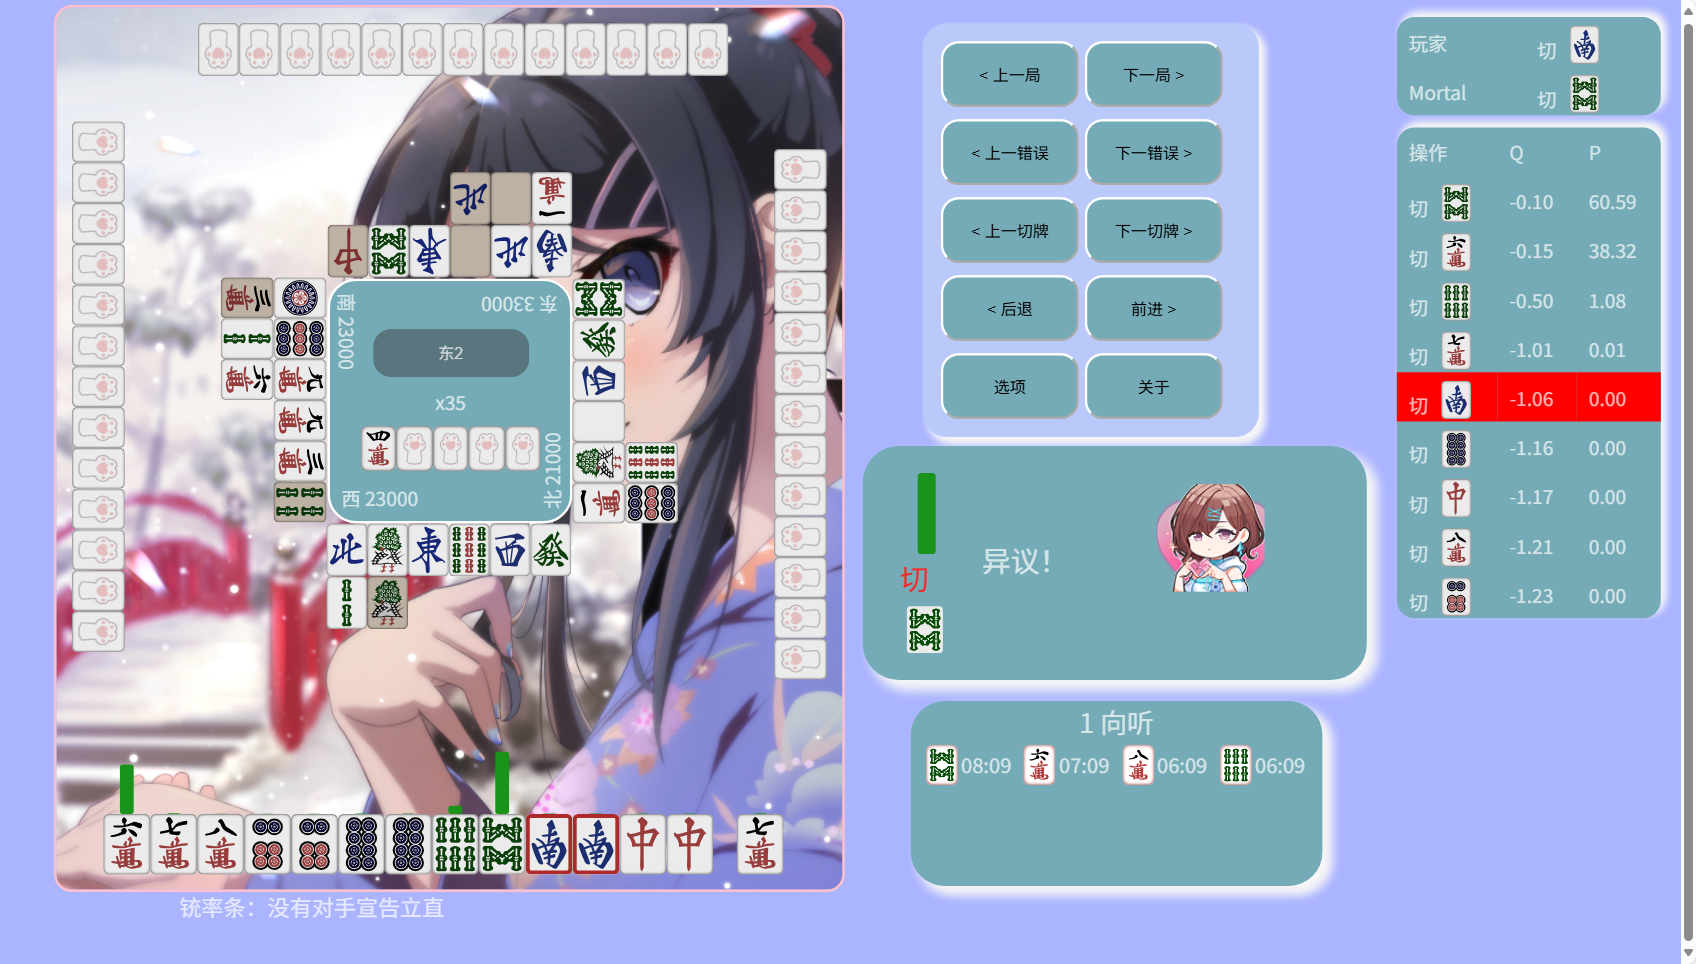 < 上一局
下一局 >
< 上一错误
下一错误 >
< 上一切牌
下一切牌 >
< 后退
前进 >
选项
关于
玩家 切
Mortal 切
操作 Q P
切 -0.10 60.59
切 -0.15 38.32
切 -0.50 1.08
切 -1.01 0.01
切 -1.06 0.00
切 -1.16 0.00
切 -1.17 0.00
切 -1.21 0.00
切 -1.23 0.00
南 23000
东 33000
东2
x35
西 23000
北 21000
异议!
切
1 向听
08:09 07:09 06:09 06:09
铳率条：没有对手宣告立直